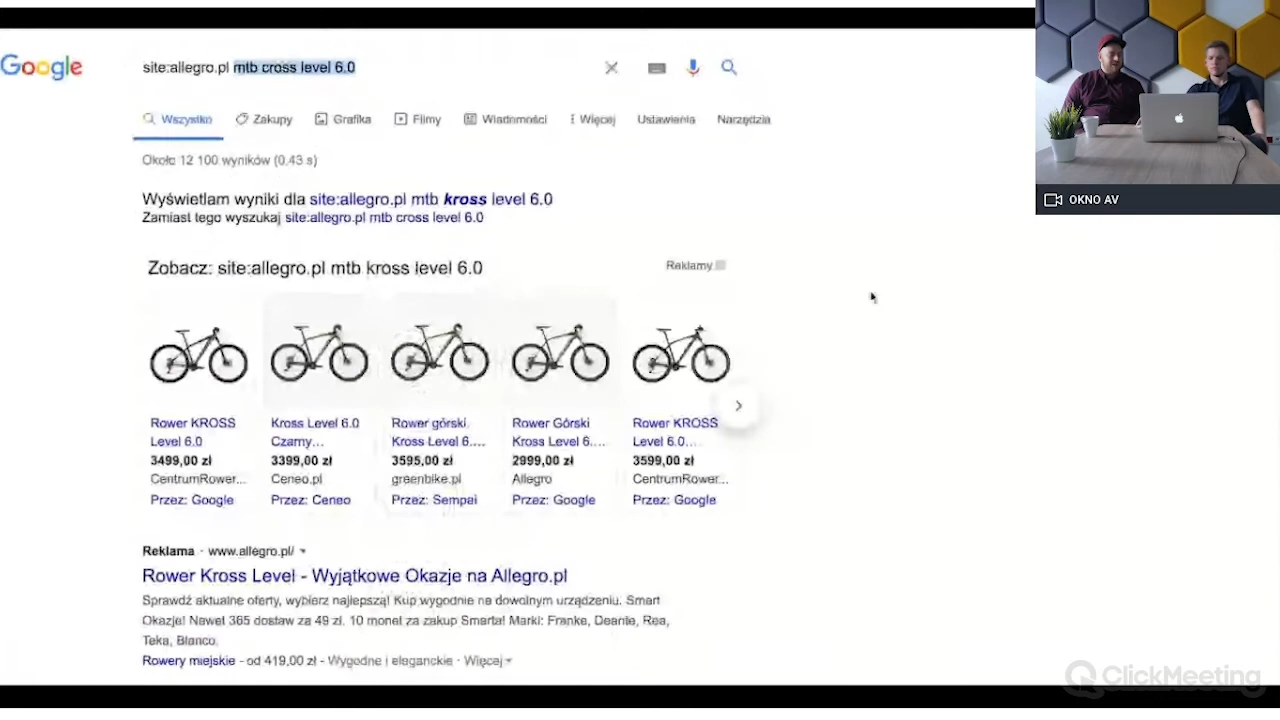 Google
site:allegro.pl mtb cross level 6.0
Wszystko Zakupy Grafika Filmy Wiadomości Więcej Ustawienia Narzędzia
Około 12 100 wyników (0,43 s)
Wyświetlam wyniki dla site:allegro.pl mtb kross level 6.0
Zamiast tego wyszukaj site:allegro.pl mtb cross level 6.0
Zobacz: site:allegro.pl mtb kross level 6.0
Reklamy
Rower KROSS
Level 6.0
3499,00 zł
CentrumRower...
Przez: Google
Kross Level 6.0
Czarny...
3399,00 zł
Ceneo.pl
Przez: Ceneo
Rower górski
Kross Level 6....
3595,00 zł
greenbike.pl
Przez: Sempai
Rower Górski
Kross Level 6....
2999,00 zł
Allegro
Przez: Google
Rower KROSS
Level 6.0...
3599,00 zł
CentrumRower...
Przez: Google
Reklama · www.allegro.pl/
Rower Kross Level - Wyjątkowe Okazje na Allegro.pl
Sprawdź aktualne oferty, wybierz najlepszą! Kup wygodnie na dowolnym urządzeniu. Smart
Okazje! Nawet 365 dostaw za 49 zł. 10 monet za zakup Smarta! Marki: Franke, Deante, Rea,
Teka, Blanco.
Rowery miejskie - od 419,00 zł - Wygodne i eleganckie · Więcej
OKNO AV
ClickMeeting